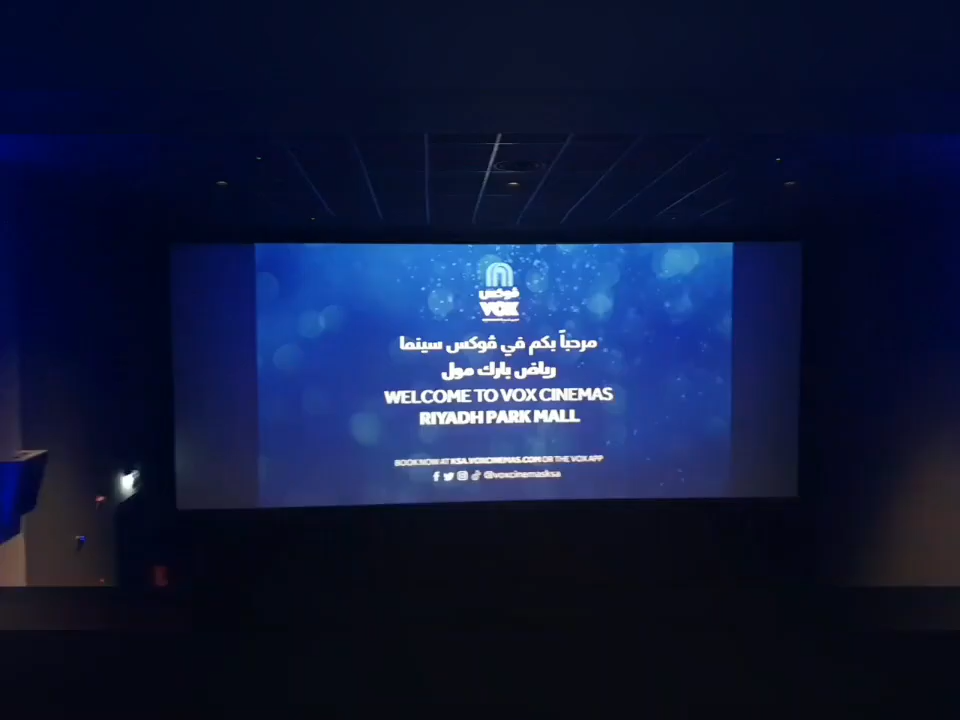 ڤوكس
VOX
مرحباً بكم في ڤوكس سينما
رياض بارك مول
WELCOME TO VOX CINEMAS
RIYADH PARK MALL
BOOK NOW AT KSA.VOXCINEMAS.COM OR THE VOX APP
@voxcinemasksa